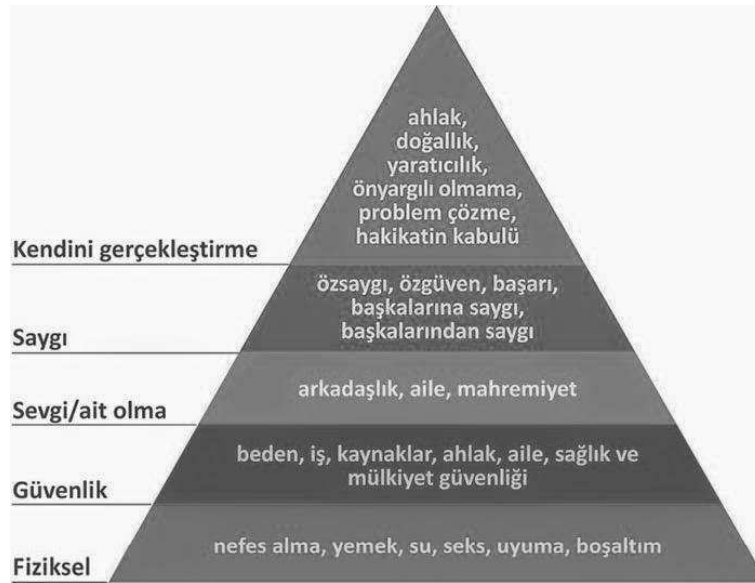 ahlak,
doğallık,
yaratıcılık,
önyargılı olmama,
problem çözme,
hakikatin kabulü
Kendini gerçekleştirme
özsaygı, özgüven, başarı,
başkalarına saygı,
başkalarından saygı
Saygı
arkadaşlık, aile, mahremiyet
Sevgi/ait olma
beden, iş, kaynaklar, ahlak, aile, sağlık ve
mülkiyet güvenliği
Güvenlik
nefes alma, yemek, su, seks, uyuma, boşaltım
Fiziksel